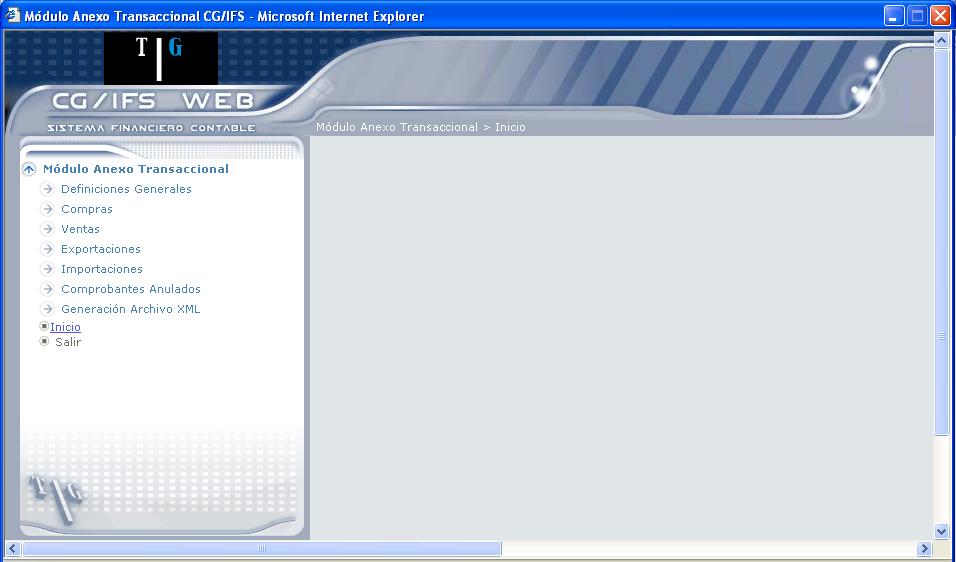 Módulo Anexo Transaccional CG/IFS - Microsoft Internet Explorer
T G
CG/IFS WEB
SISTEMA FINANCIERO CONTABLE
Módulo Anexo Transaccional > Inicio
Módulo Anexo Transaccional
Definiciones Generales
Compras
Ventas
Exportaciones
Importaciones
Comprobantes Anulados
Generación Archivo XML
Inicio
Salir
T G